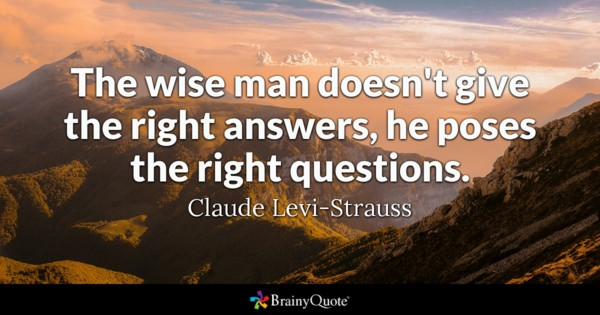 The wise man doesn't give
the right answers, he poses
the right questions.
Claude Levi-Strauss
BrainyQuote®